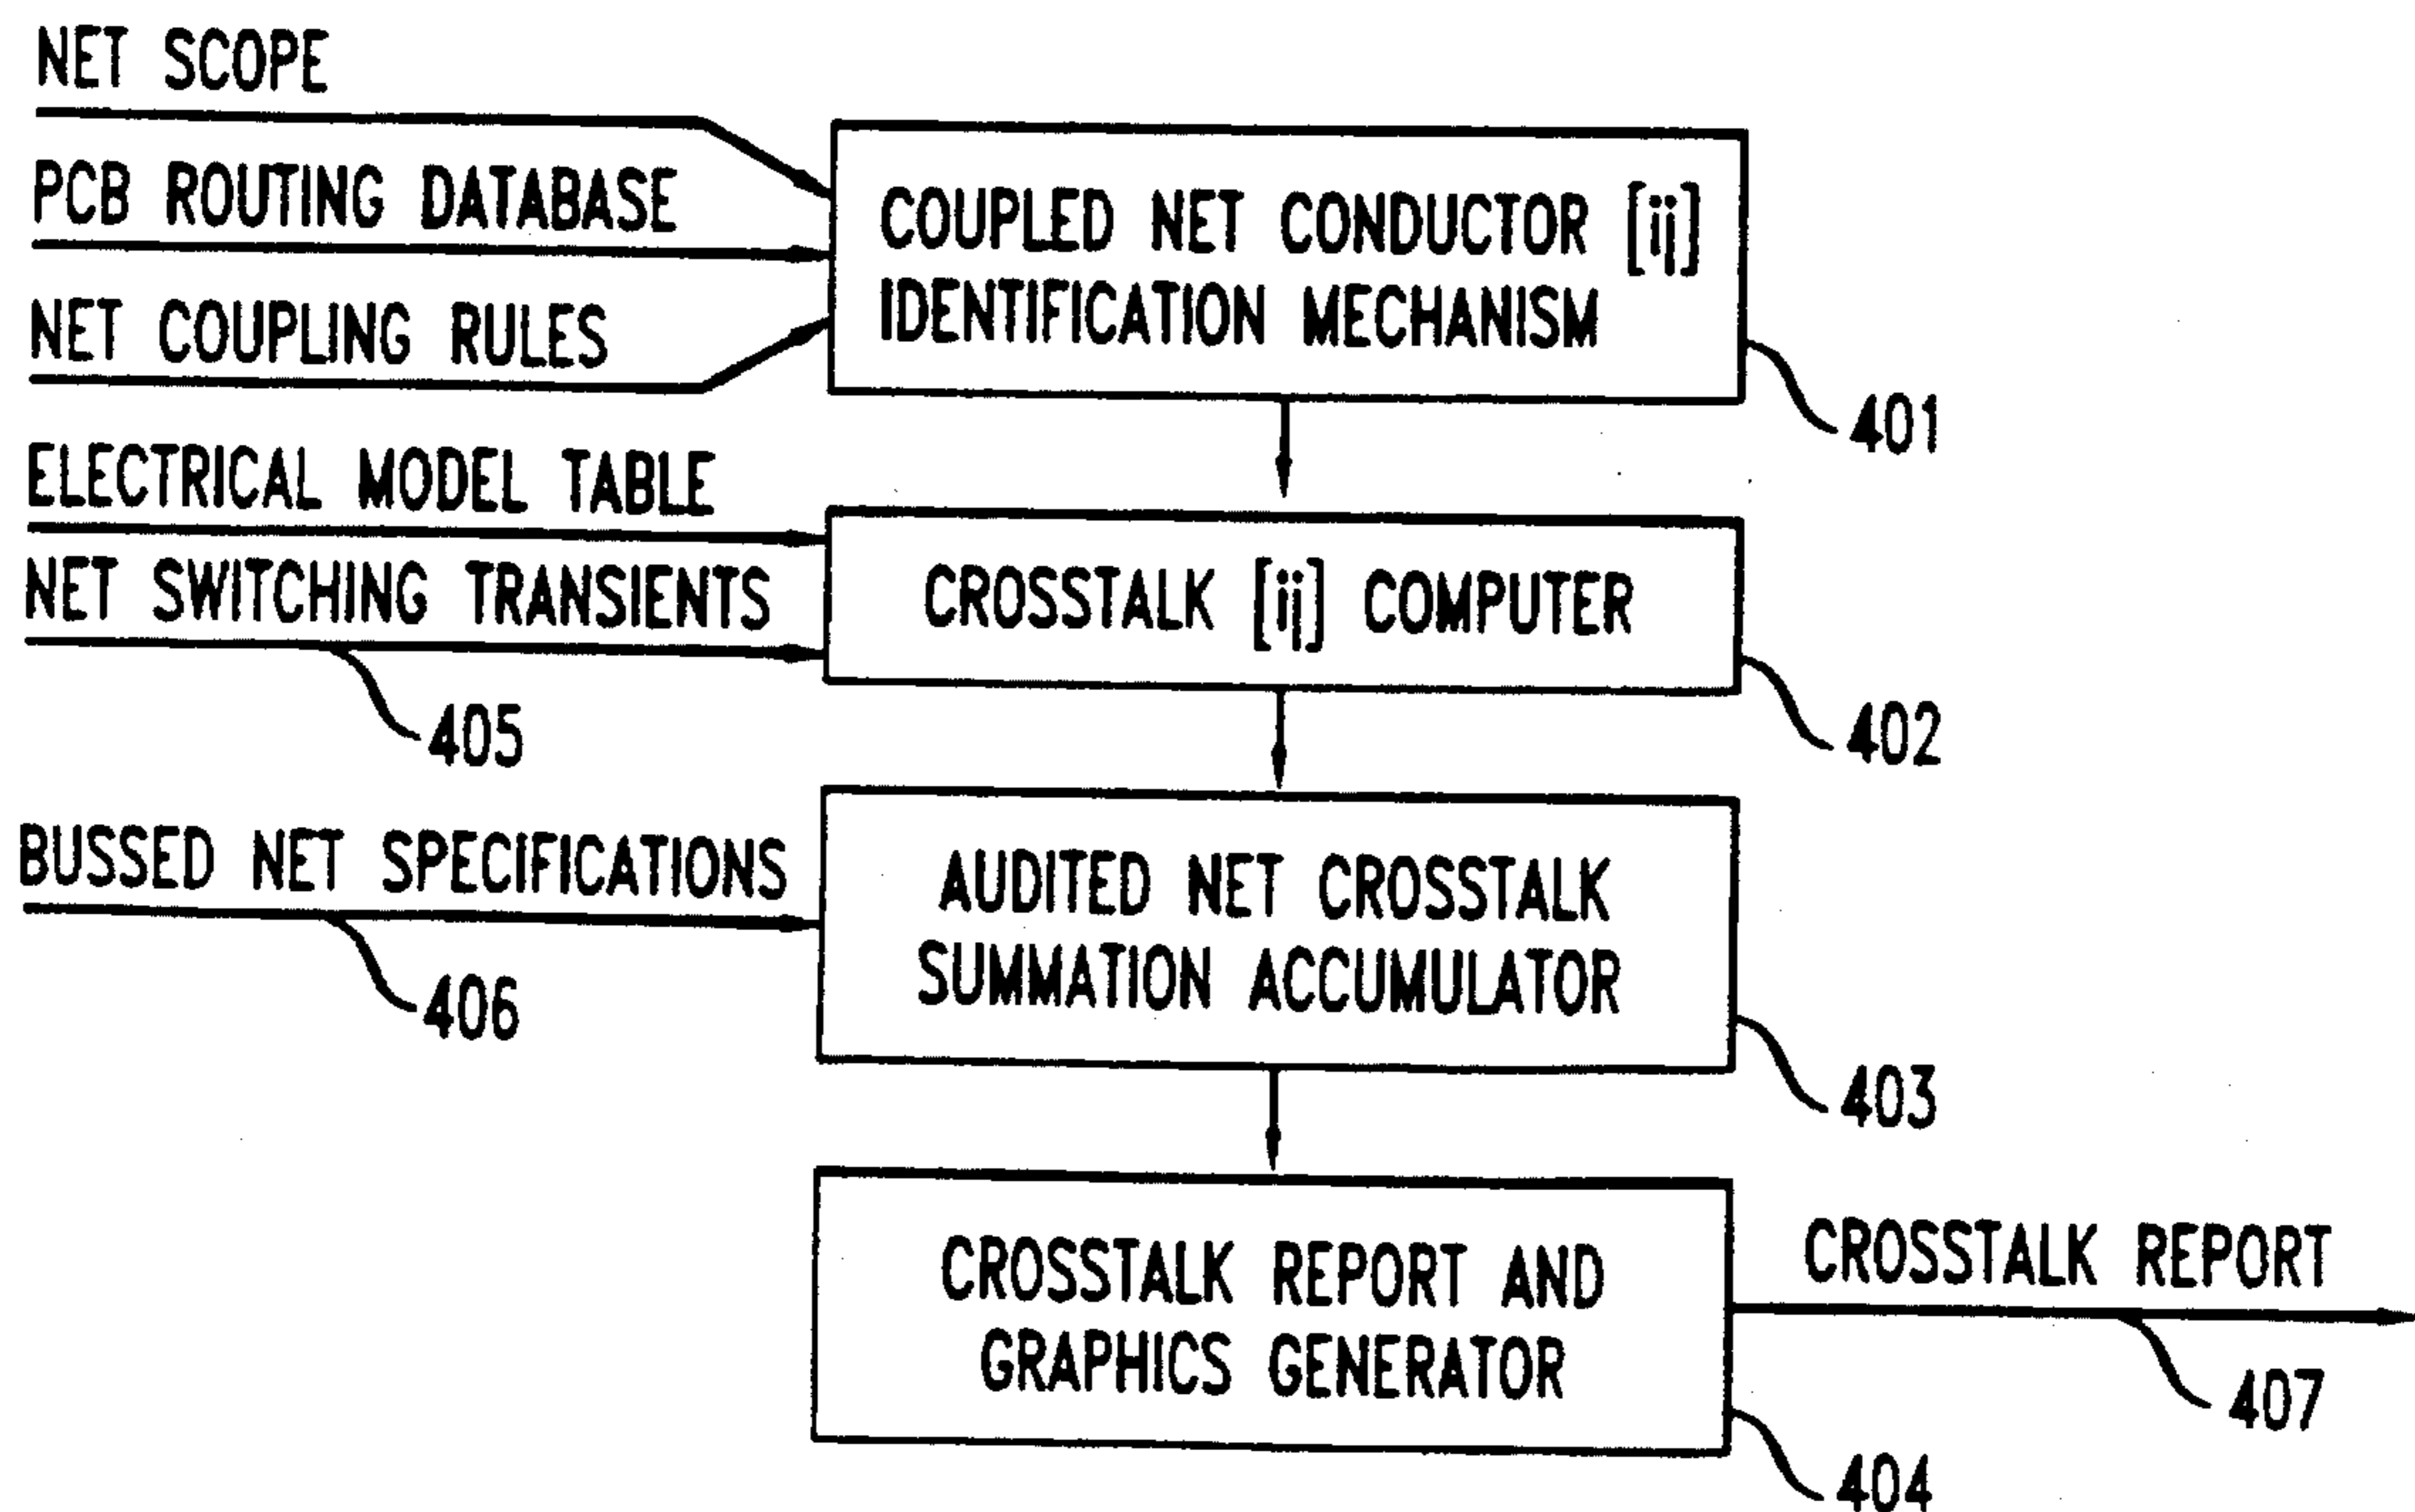 NET SCOPE
PCB ROUTING DATABASE
NET COUPLING RULES
COUPLED NET CONDUCTOR [ij]
IDENTIFICATION MECHANISM
401
ELECTRICAL MODEL TABLE
NET SWITCHING TRANSIENTS
405
CROSSTALK [ij] COMPUTER
402
BUSSED NET SPECIFICATIONS
406
AUDITED NET CROSSTALK
SUMMATION ACCUMULATOR
403
CROSSTALK REPORT AND
GRAPHICS GENERATOR
404
CROSSTALK REPORT
407